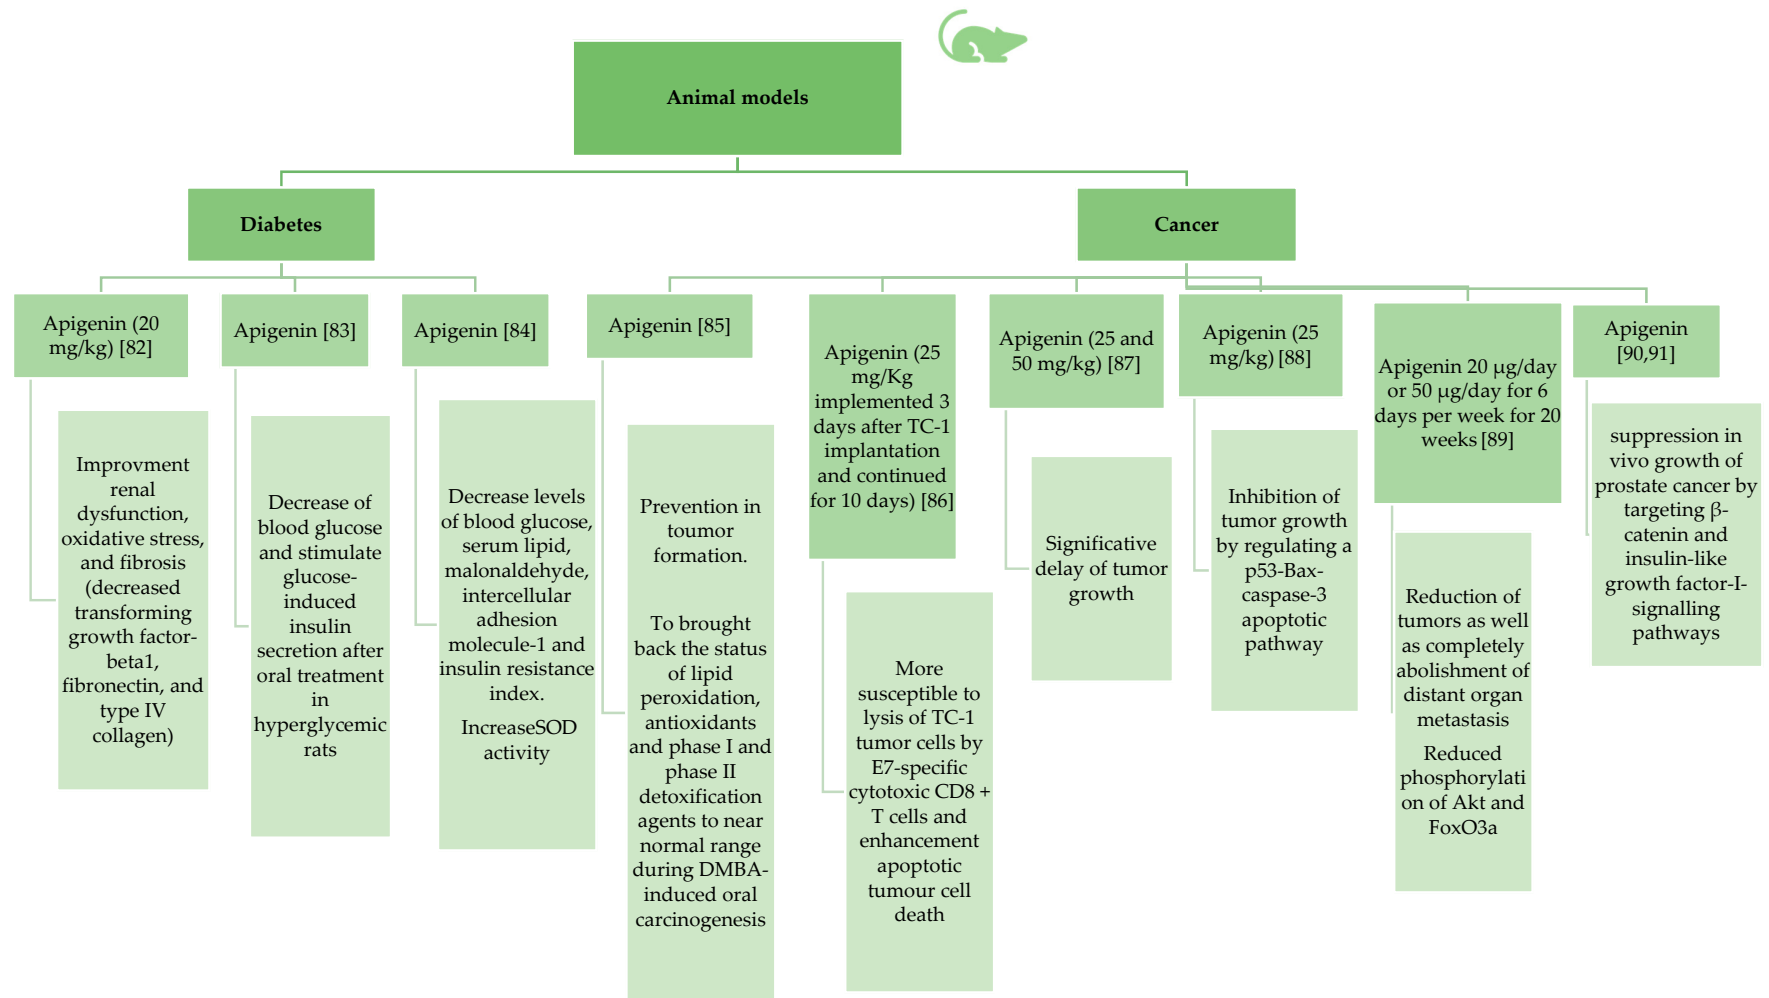 Animal models
Diabetes
Cancer
Apigenin (20
mg/kg) [82]
Improvment
renal
dysfunction,
oxidative stress,
and fibrosis
(decreased
transforming
growth factor-
beta1,
fibronectin, and
type IV
collagen)
Apigenin [83]
Decrease of
blood glucose
and stimulate
glucose-
induced
insulin
secretion after
oral treatment
in
hyperglycemic
rats
Apigenin [84]
Decrease levels
of blood glucose,
serum lipid,
malonaldehyde,
intercellular
adhesion
molecule-1 and
insulin resistance
index.
IncreaseSOD
activity
Apigenin [85]
Prevention in
toumor
formation.
To brought
back the status
of lipid
peroxidation,
antioxidants
and phase I and
phase II
detoxification
agents to near
normal range
during DMBA-
induced oral
carcinogenesis
Apigenin (25
mg/Kg
implemented 3
days after TC-1
implantation
and continued
for 10 days) [86]
More
susceptible to
lysis of TC-1
tumor cells by
E7-specific
cytotoxic CD8 +
T cells and
enhancement
apoptotic
tumour cell
death
Apigenin (25 and
50 mg/kg) [87]
Significative
delay of tumor
growth
Apigenin (25
mg/kg) [88]
Inhibition of
tumor growth
by regulating a
p53-Bax-
caspase-3
apoptotic
pathway
Apigenin 20 µg/day
or 50 µg/day for 6
days per week for 20
weeks [89]
Reduction of
tumors as well
as completely
abolishment of
distant organ
metastasis
Reduced
phosphorylati
on of Akt and
FoxO3a
Apigenin
[90,91]
suppression in
vivo growth of
prostate cancer by
targeting β-
catenin and
insulin-like
growth factor-I-
signalling
pathways